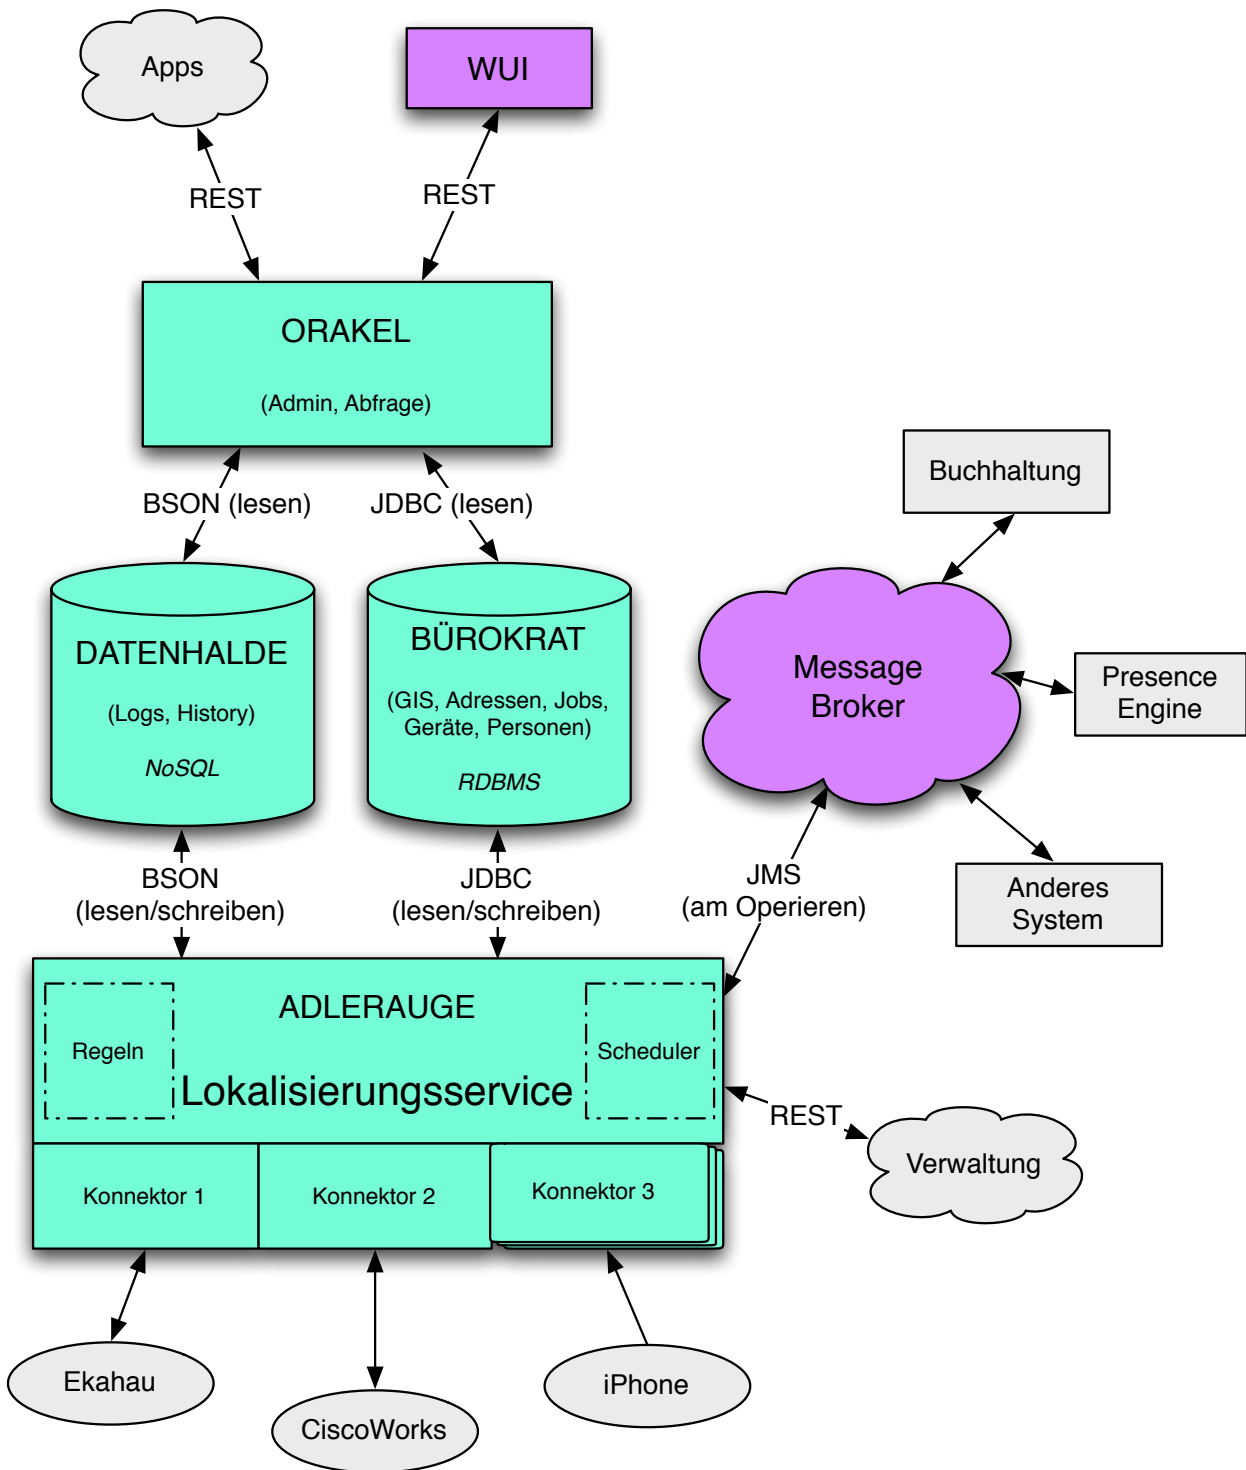 Apps
WUI
REST
REST
ORAKEL
(Admin, Abfrage)
BSON (lesen)
JDBC (lesen)
Buchhaltung
DATENHALDE
(Logs, History)
NoSQL
BÜROKRAT
(GIS, Adressen, Jobs,
Geräte, Personen)
RDBMS
Message
Broker
Presence
Engine
BSON
(lesen/schreiben)
JDBC
(lesen/schreiben)
JMS
(am Operieren)
Anderes
System
ADLERAUGE
Regeln
Scheduler
Lokalisierungsservice
REST
Verwaltung
Konnektor 1
Konnektor 2
Konnektor 3
Ekahau
CiscoWorks
iPhone